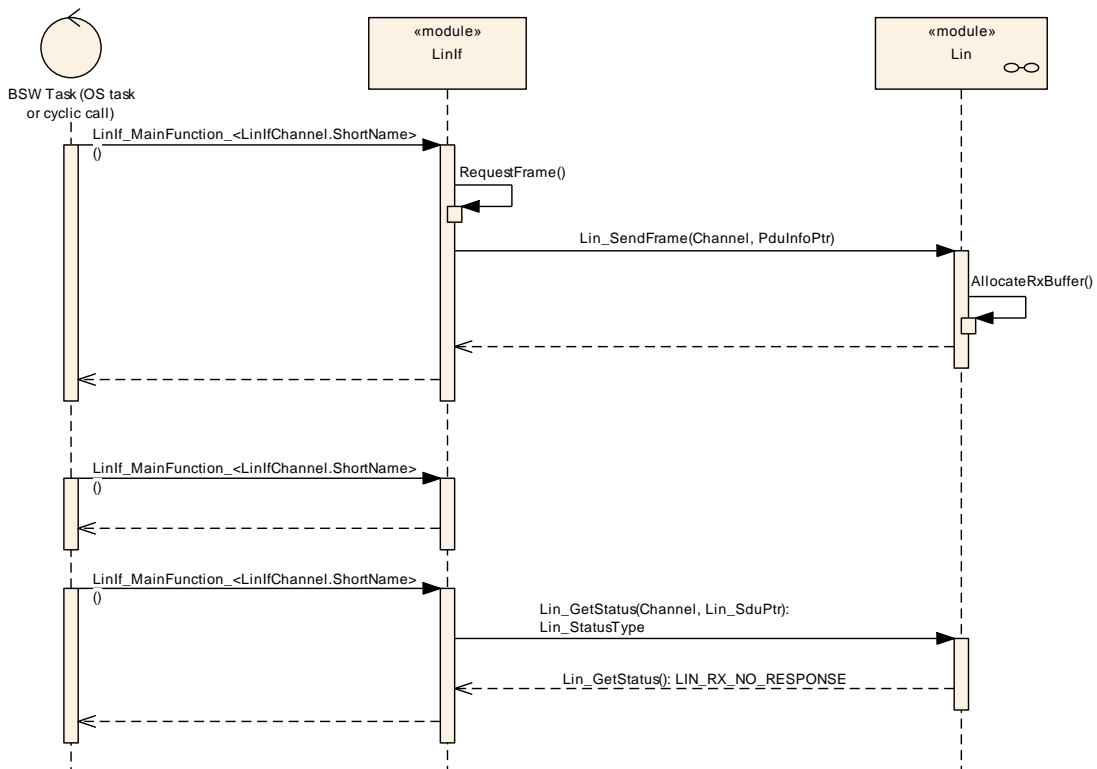 «module»
LinIf
«module»
Lin
BSW Task (OS task
or cyclic call)
LinIf_MainFunction_<LinIfChannel.ShortName>
()
RequestFrame()
Lin_SendFrame(Channel, PduInfoPtr)
AllocateRxBuffer()
LinIf_MainFunction_<LinIfChannel.ShortName>
()
LinIf_MainFunction_<LinIfChannel.ShortName>
()
Lin_GetStatus(Channel, Lin_SduPtr):
Lin_StatusType
Lin_GetStatus(): LIN_RX_NO_RESPONSE